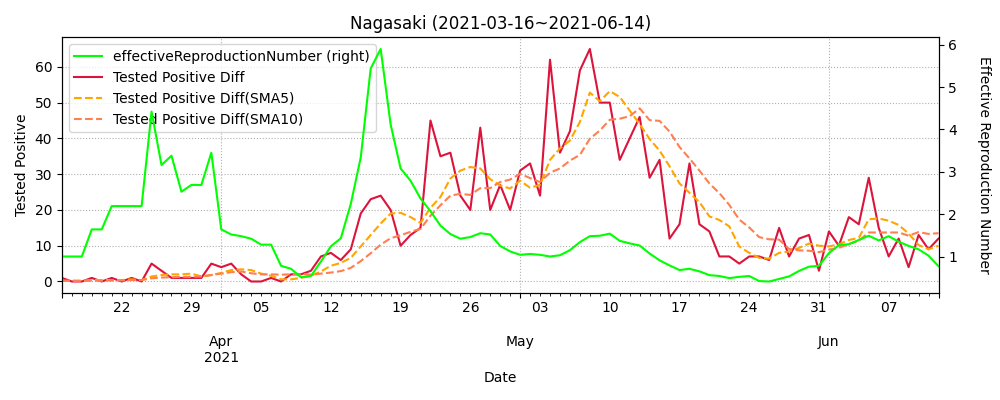 Nagasaki (2021-03-16~2021-06-14)
effectiveReproductionNumber (right)
Tested Positive Diff
Tested Positive Diff(SMA5)
Tested Positive Diff(SMA10)
Tested Positive
60
50
40
30
20
10
0
6
5
4
3
2
1
Effective Reproduction Number
22 29 05 12 19 26 03 10 17 24 31 07
Apr May Jun
2021
Date